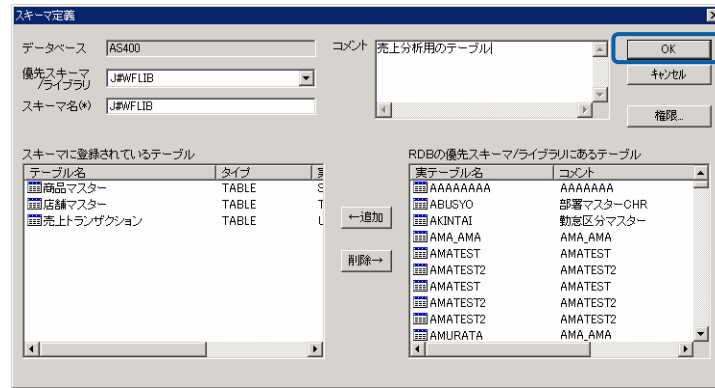 スキーマ定義
データベース AS400
優先スキーマ/ライブラリ J#WFLIB
スキーマ名(*) J#WFLIB
コメント 売上分析用のテーブル
OK
キャンセル
権限...
スキーマに登録されているテーブル
テーブル名 タイプ 実
商品マスター TABLE S
店舗マスター TABLE T
売上トランザクション TABLE U
←追加
削除→
RDBの優先スキーマ/ライブラリにあるテーブル
実テーブル名 コメント
AAAAAAAA AAAAAAA
ABUSYO 部署マスターCHR
AKINTAI 勤怠区分マスター
AMA_AMA AMA_AMA
AMATEST AMATEST
AMATEST2 AMATEST2
AMATEST AMATEST
AMATEST2 AMATEST2
AMATEST2 AMATEST2
AMURATA AMA_AMA